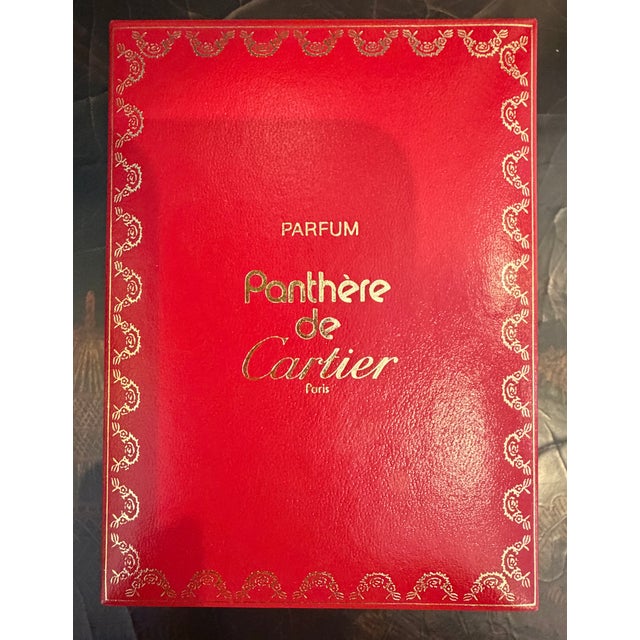 PARFUM
Panthère
de
Cartier
Paris